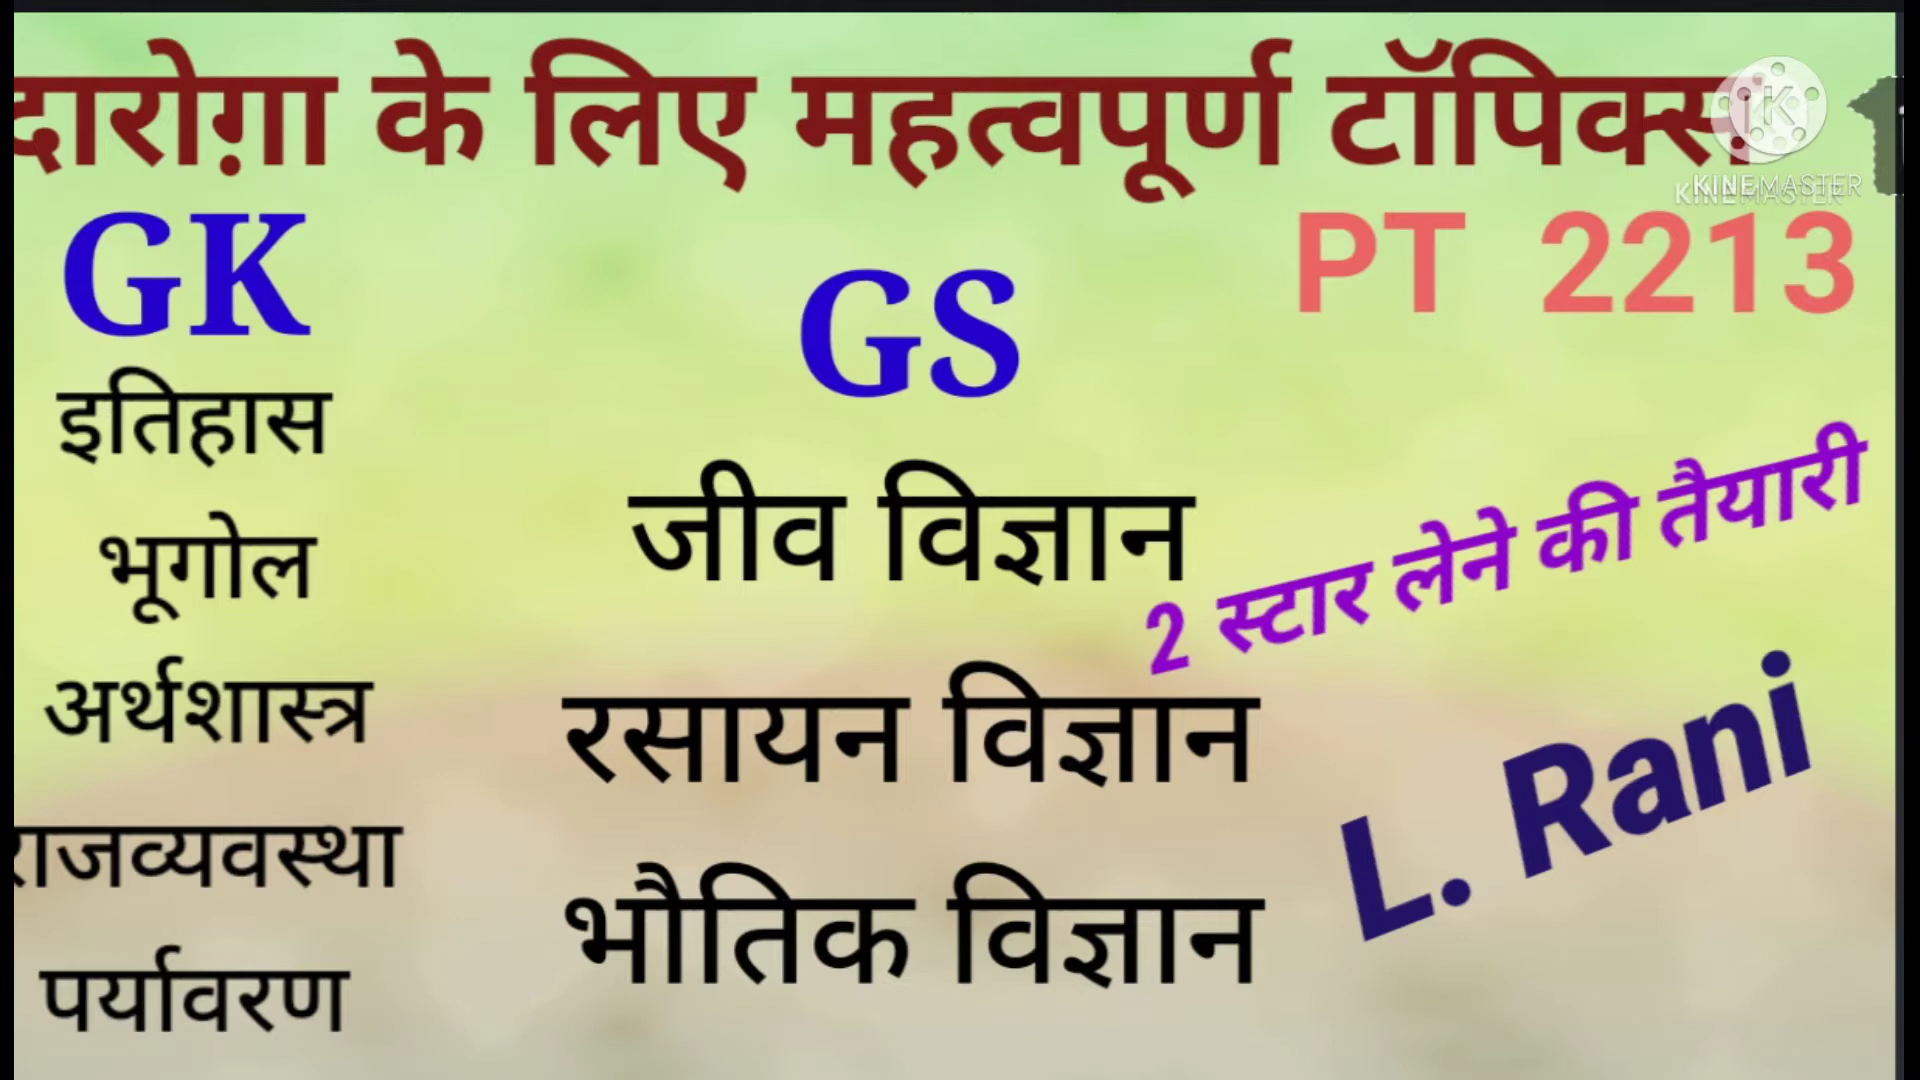 दारोग़ा के लिए महत्वपूर्ण टॉपिक्स
KINEMASTER
GK
GS
PT 2213
इतिहास
भूगोल
अर्थशास्त्र
राजव्यवस्था
पर्यावरण
जीव विज्ञान
रसायन विज्ञान
भौतिक विज्ञान
2 स्टार लेने की तैयारी
L. Rani